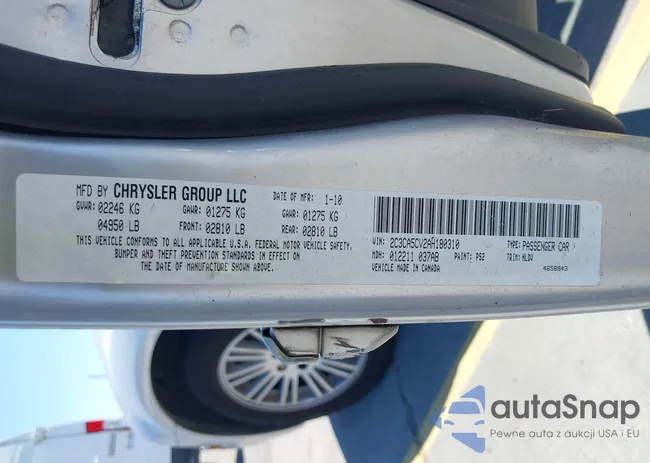 MFD BY CHRYSLER GROUP LLC DATE OF MFR: 1-10
GVWR: 02246 KG GAWR: 01275 KG GAWR: 01275 KG
04950 LB FRONT: 02810 LB REAR: 02810 LB
THIS VEHICLE CONFORMS TO ALL APPLICABLE U.S.A. FEDERAL MOTOR VEHICLE SAFETY,
BUMPER AND THEFT PREVENTION STANDARDS IN EFFECT ON
THE DATE OF MANUFACTURE SHOWN ABOVE.
VIN: 2C3CA5CV2AH180310 TYPE: PASSENGER CAR
MDH: 012211 037AB PAINT: PS2 TRIM: NLDV
VEHICLE MADE IN CANADA 4658843
autaSnap
Pewne auta z aukcji USA i EU